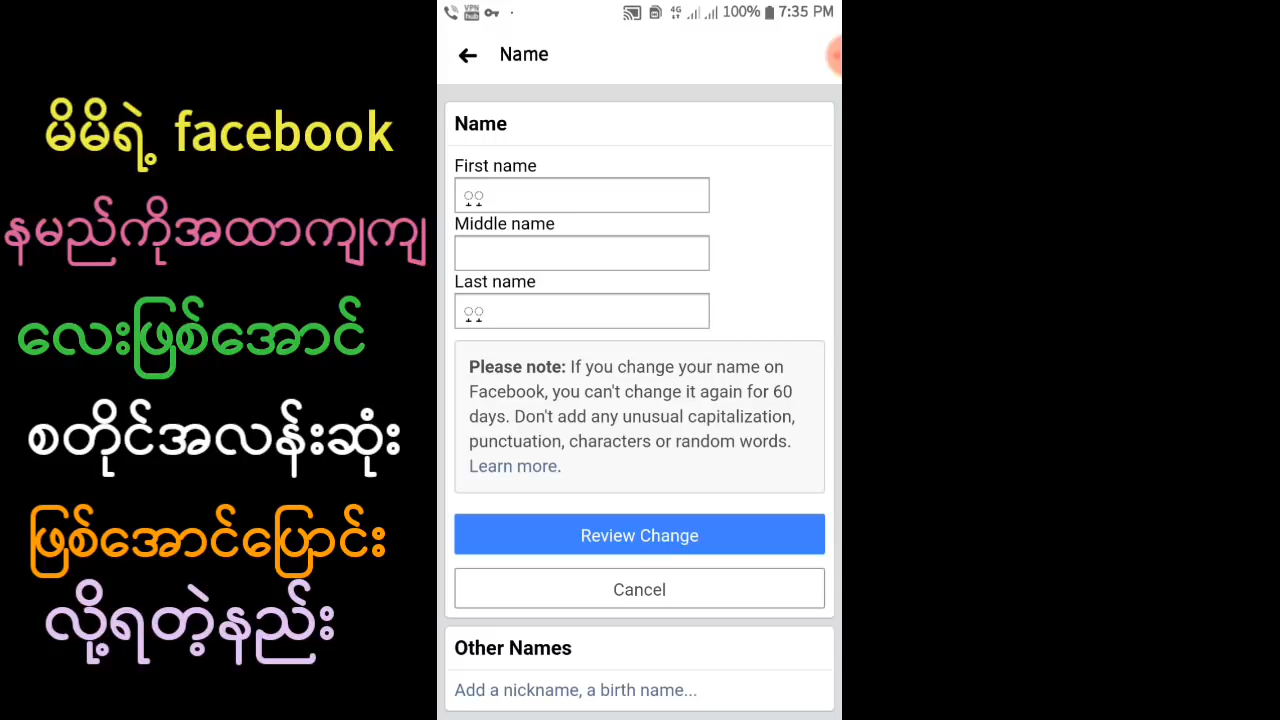 မိမိရဲ့ facebook
နမည်ကိုအထာကျကျ
လေးဖြစ်အောင်
စတိုင်အလန်းဆုံး
ဖြစ်အောင်ပြောင်း
လို့ရတဲ့နည်း
VPN hub 4G 100% 7:35 PM
Name
Name
First name
Middle name
Last name
Please note: If you change your name on
Facebook, you can't change it again for 60
days. Don't add any unusual capitalization,
punctuation, characters or random words.
Learn more.
Review Change
Cancel
Other Names
Add a nickname, a birth name...